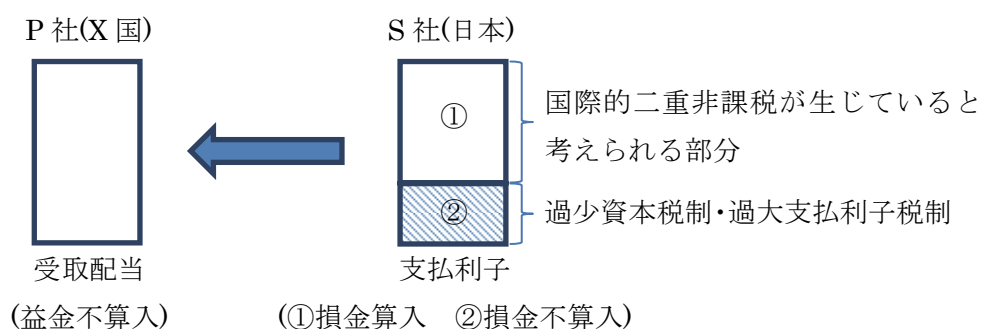 P 社(X 国)
S 社(日本)
①
国際的二重非課税が生じていると
考えられる部分
②
過少資本税制・過大支払利子税制
受取配当
支払利子
(益金不算入)
(①損金算入　②損金不算入)